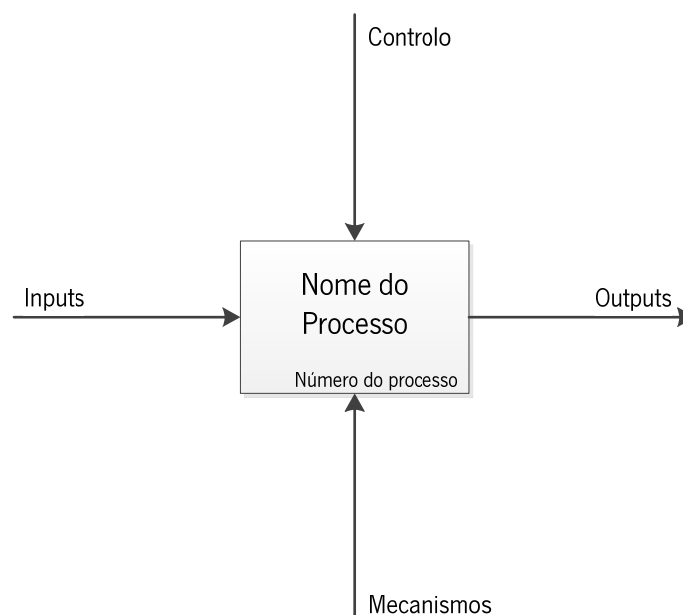 Controlo
Inputs
Nome do
Processo
Outputs
Número do processo
Mecanismos